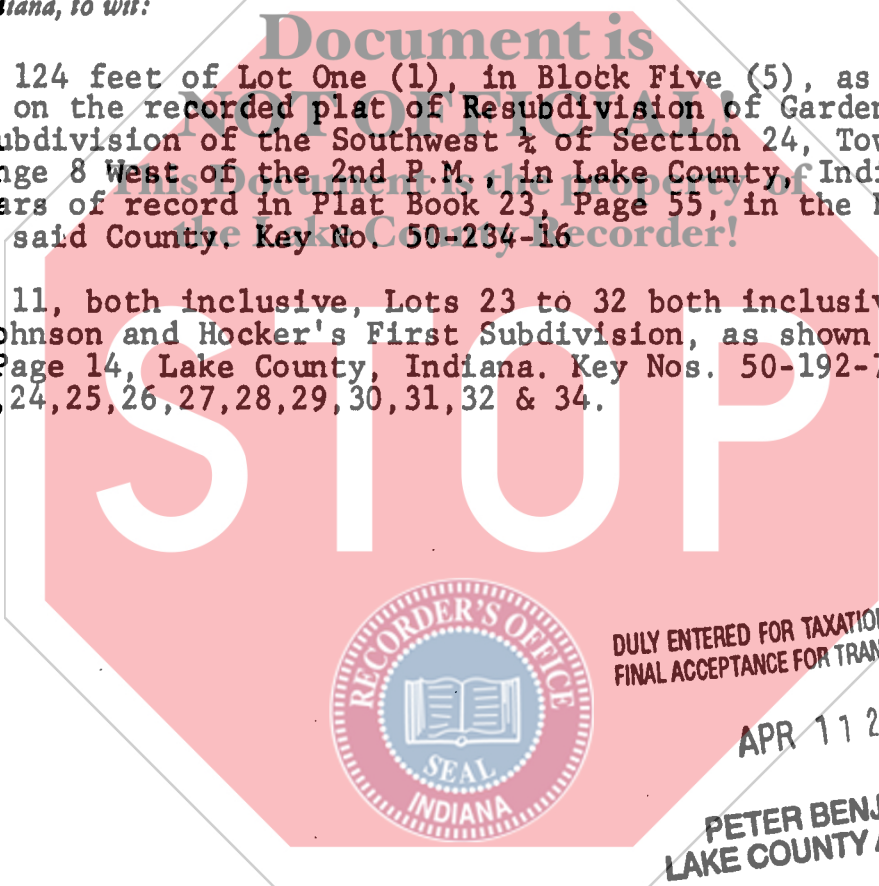 iana, to wit:
Document is
124 feet of Lot One (1), in Block Five (5), as
on the recorded plat of Resubdivision of Garden
NOT OFFICIAL!
ubdivision of the Southwest ¼ of Section 24, Tow
nge 8 West of the 2nd P.M., in Lake County, Indi
This Document is the property of
ars of record in Plat Book 23, Page 55, in the
said County. Key No. 50-234-16
the Lake County Recorder!
11, both inclusive, Lots 23 to 32 both inclusiv
ohnson and Hocker's First Subdivision, as shown
Page 14, Lake County, Indiana. Key Nos. 50-192-7
,24,25,26,27,28,29,30,31,32 & 34.
STOP
RECORDER'S OFFICE
SEAL
INDIANA
DULY ENTERED FOR TAXATION
FINAL ACCEPTANCE FOR TRAN
APR 11 2
PETER BENJ
LAKE COUNTY A